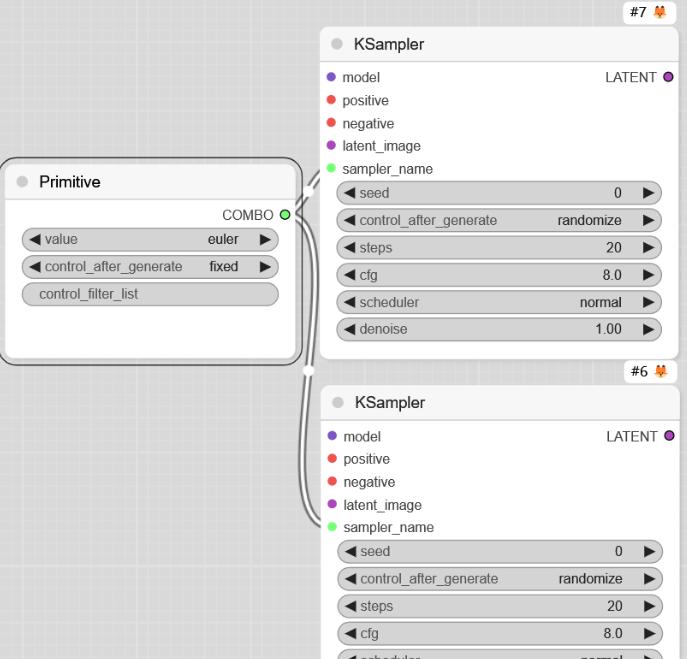 #7
KSampler
model LATENT
positive
negative
latent_image
sampler_name
seed 0
control_after_generate randomize
steps 20
cfg 8.0
scheduler normal
denoise 1.00
Primitive
COMBO
value euler
control_after_generate fixed
control_filter_list
#6
KSampler
model LATENT
positive
negative
latent_image
sampler_name
seed 0
control_after_generate randomize
steps 20
cfg 8.0